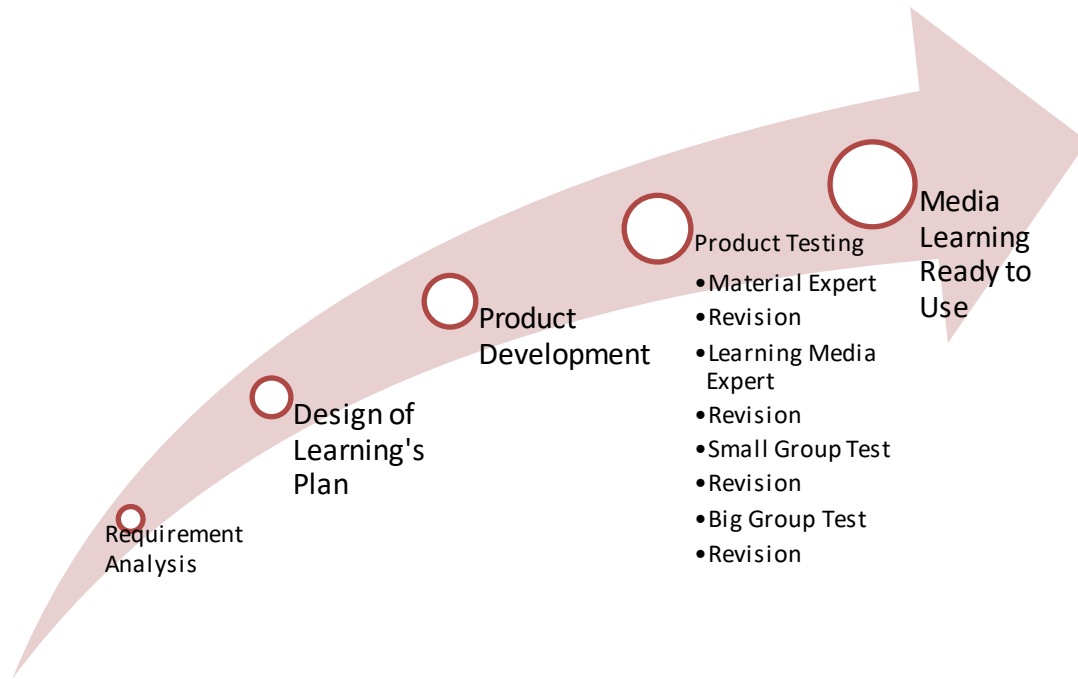 Requirement
Analysis
Design of
Learning's
Plan
Product
Development
Product Testing
•Material Expert
•Revision
•Learning Media
Expert
•Revision
•Small Group Test
•Revision
•Big Group Test
•Revision
Media
Learning
Ready to
Use